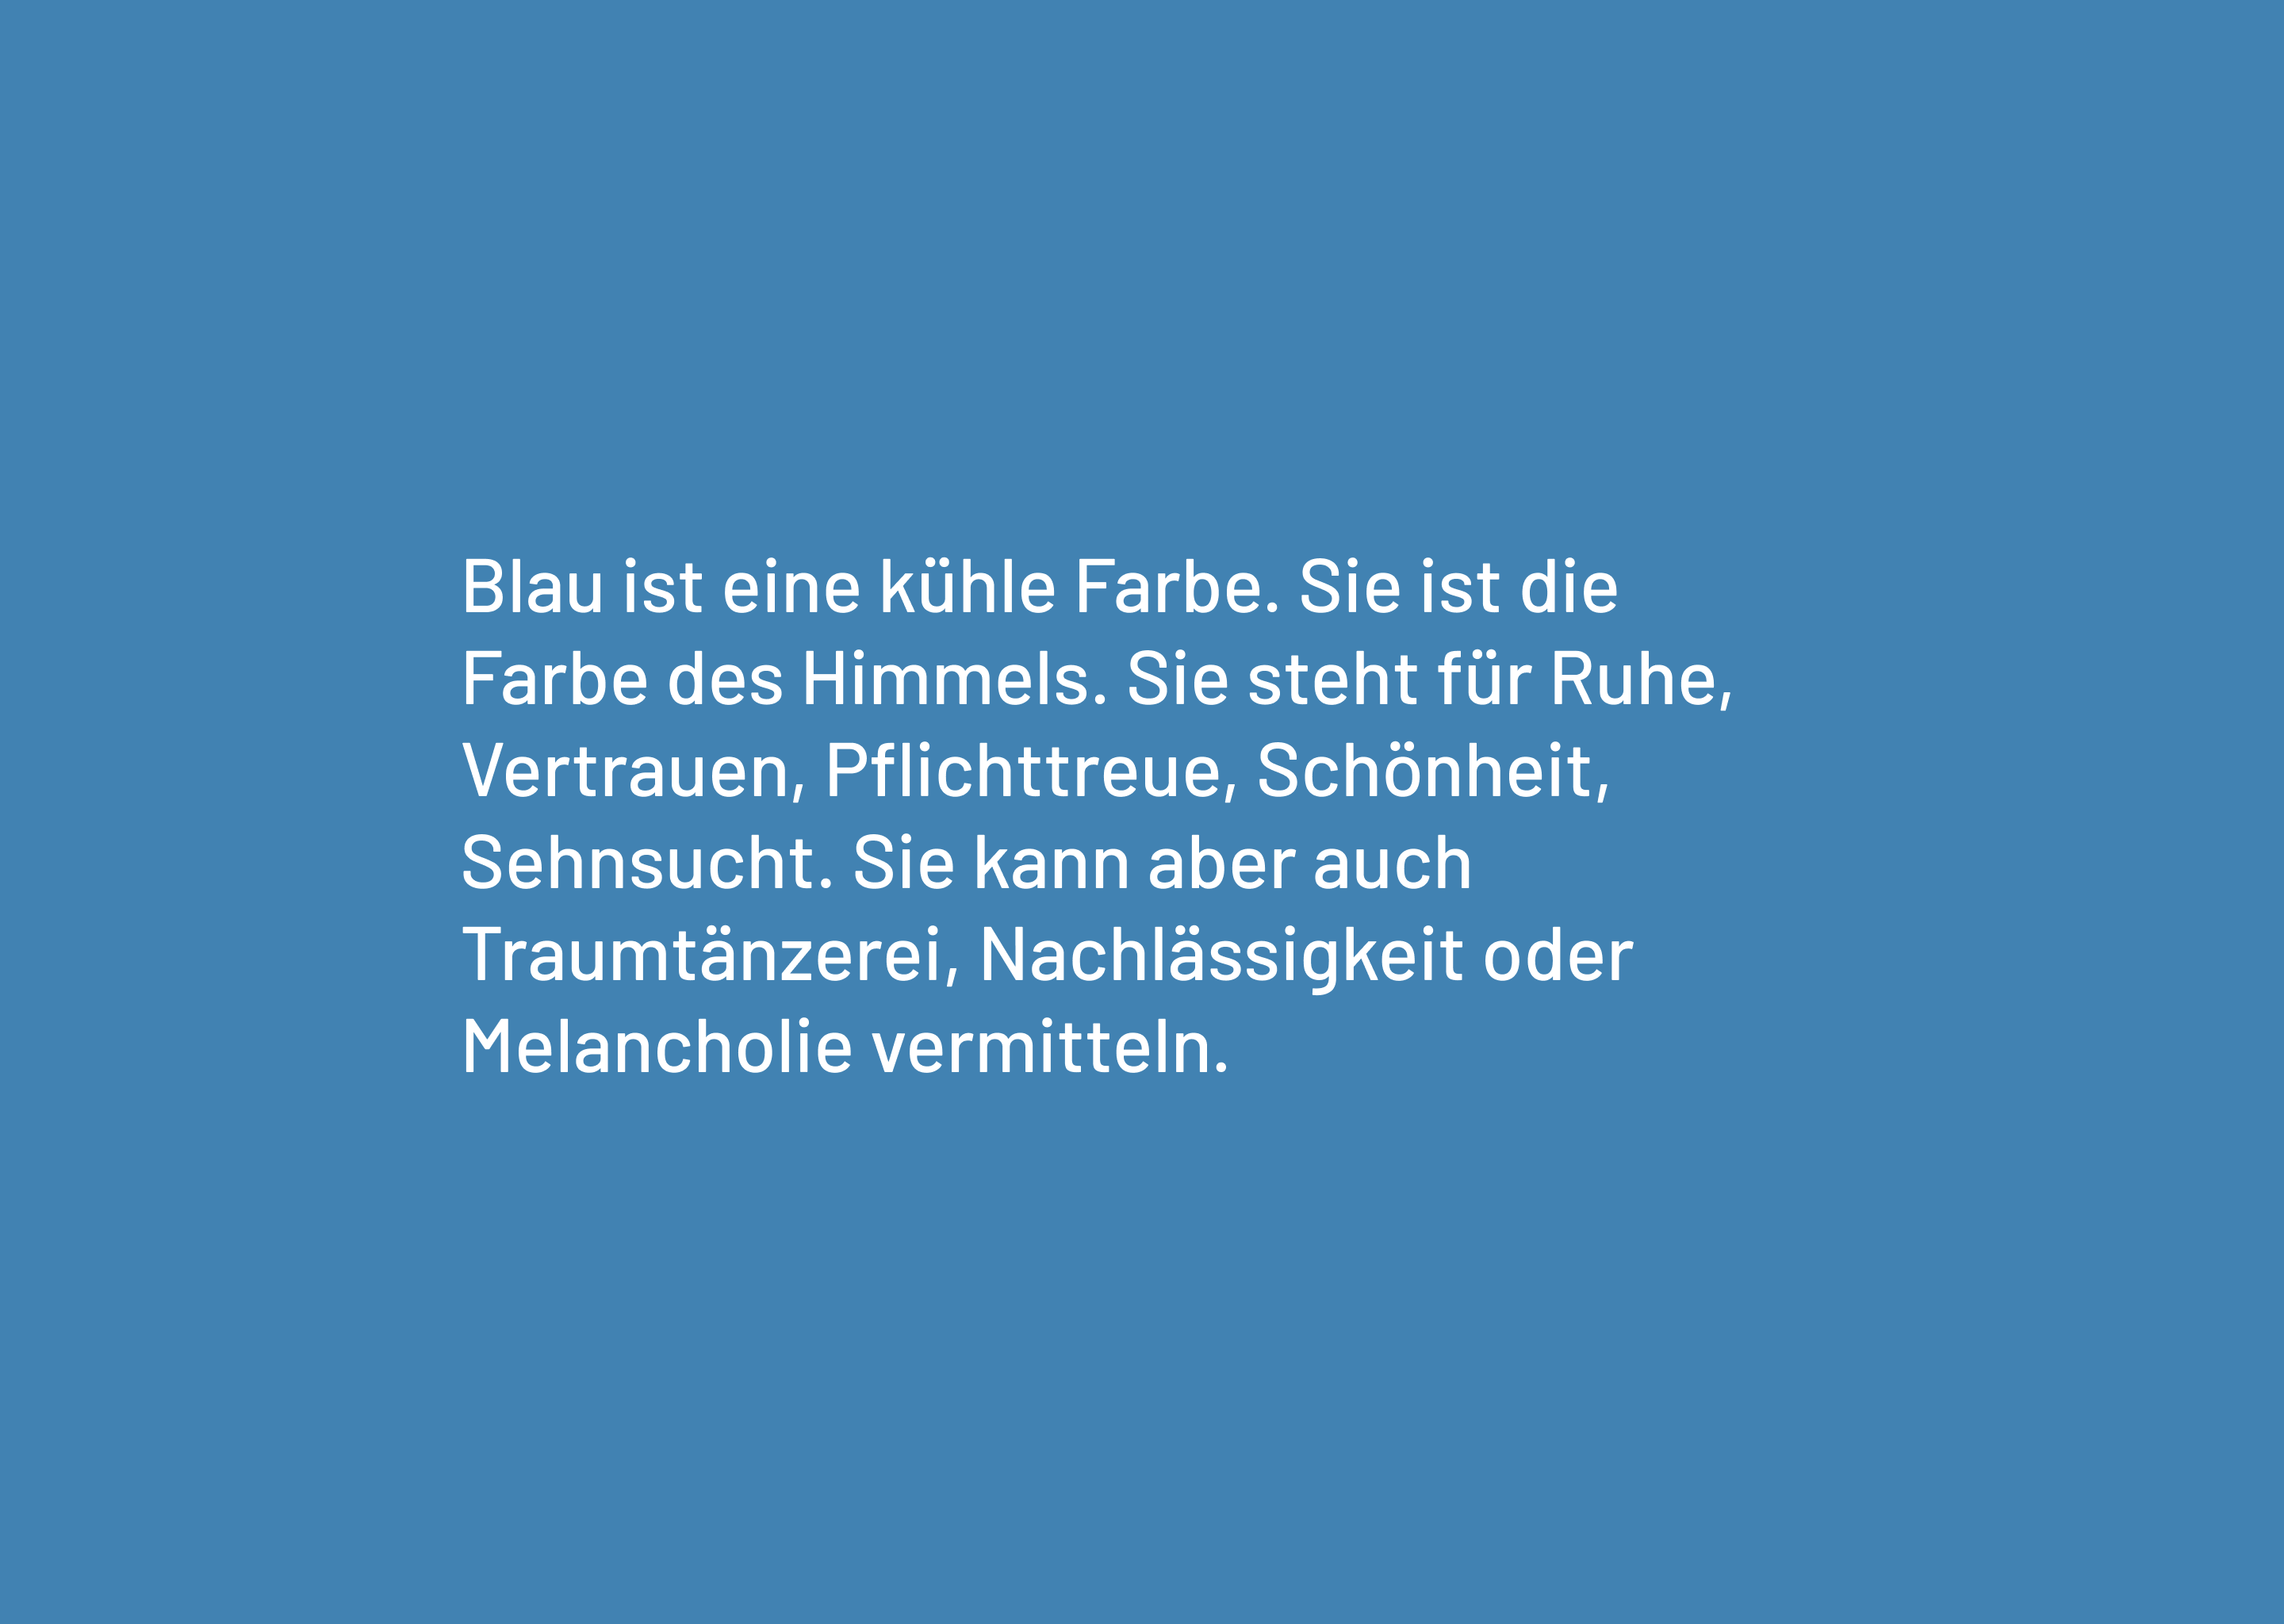 Blau ist eine kühle Farbe. Sie ist die
Farbe des Himmels. Sie steht für Ruhe,
Vertrauen, Pflichttreue, Schönheit,
Sehnsucht. Sie kann aber auch
Traumtänzerei, Nachlässigkeit oder
Melancholie vermitteln.